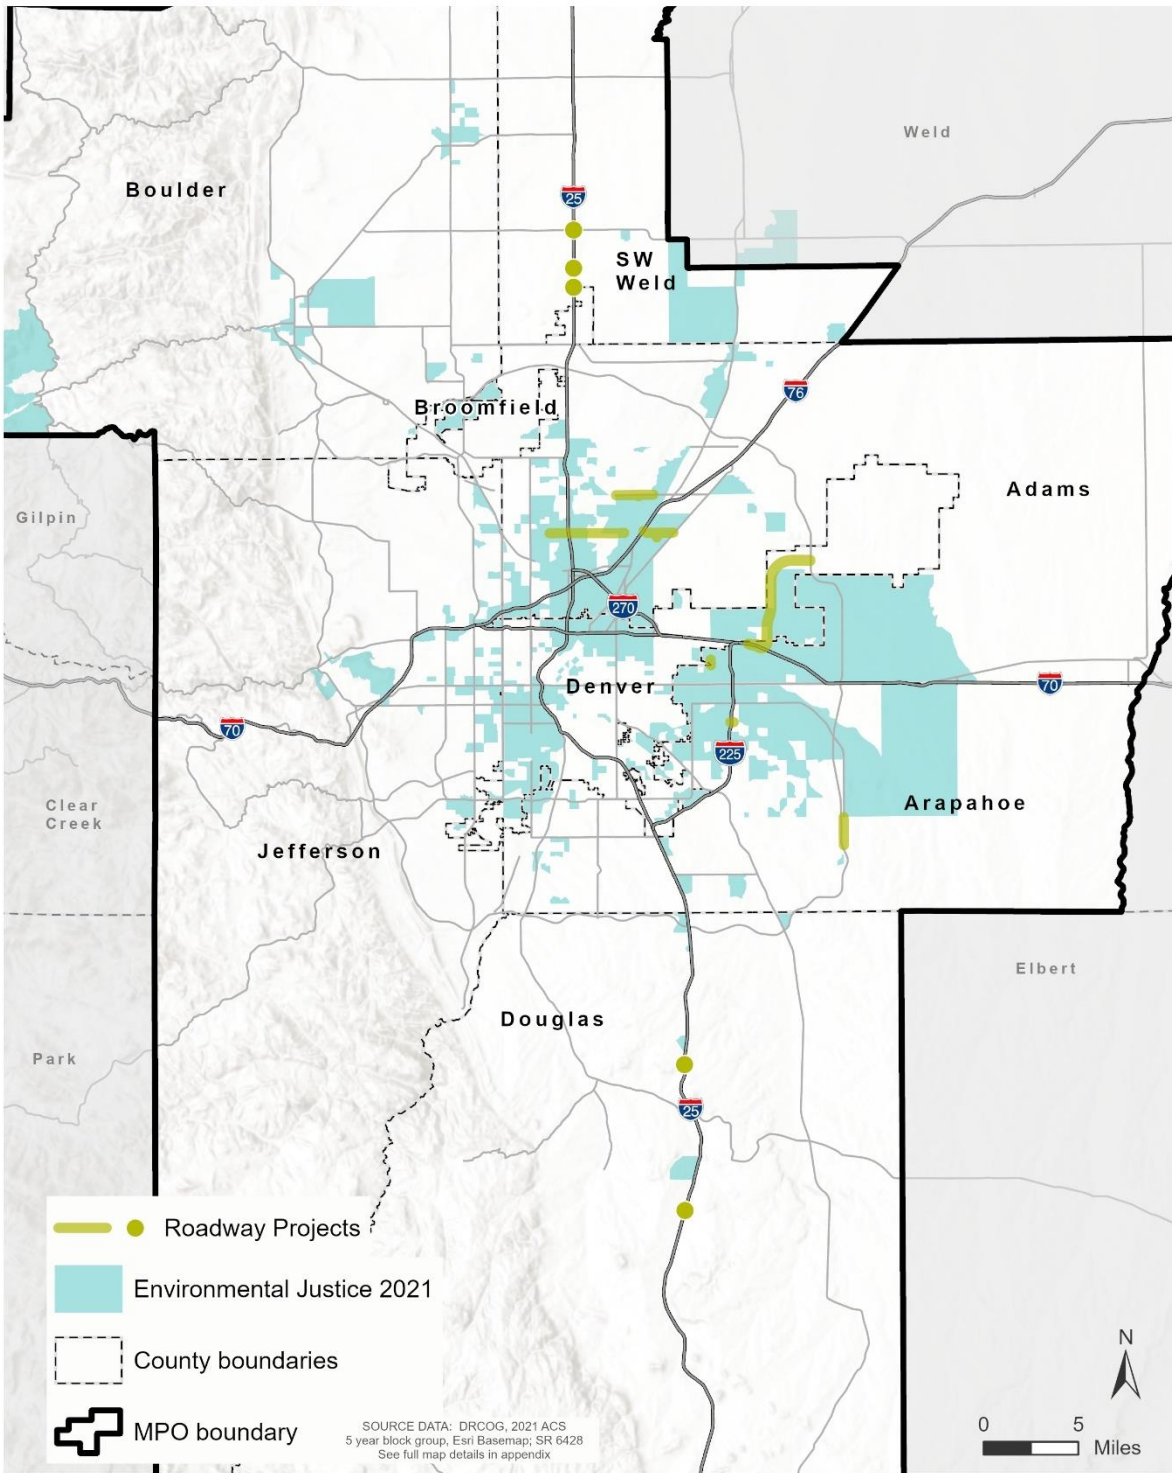 Weld
Boulder
25
SW
Weld
76
Broomfield
Adams
Gilpin
270
Denver
70
70
225
Clear
Creek
Arapahoe
Jefferson
Elbert
Douglas
Park
25
Roadway Projects
Environmental Justice 2021
County boundaries
MPO boundary
SOURCE DATA: DRCOG, 2021 ACS
5 year block group, Esri Basemap; SR 6428
See full map details in appendix
N
0 5
Miles